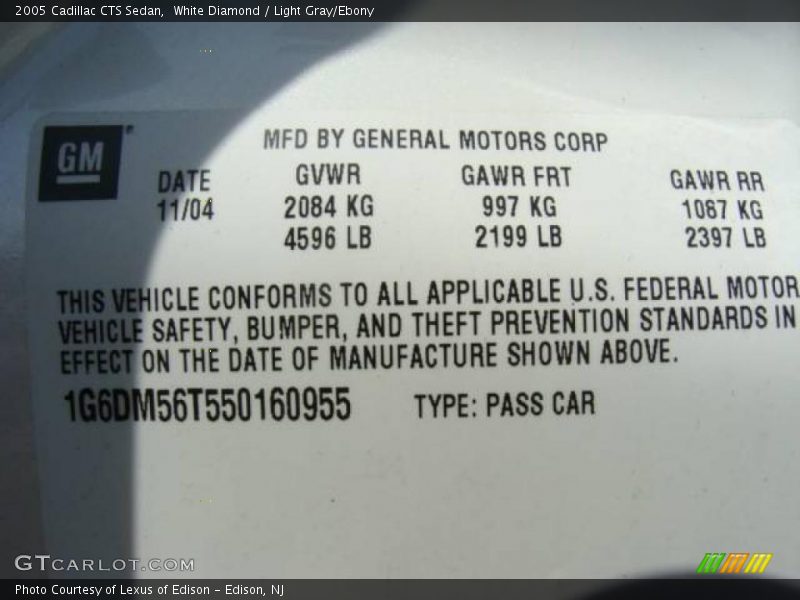 2005 Cadillac CTS Sedan,  White Diamond / Light Gray/Ebony
GM
MFD BY GENERAL MOTORS CORP
DATE GVWR GAWR FRT GAWR RR
11/04 2084 KG 997 KG 1087 KG
4596 LB 2199 LB 2397 LB
THIS VEHICLE CONFORMS TO ALL APPLICABLE U.S. FEDERAL MOTOR
VEHICLE SAFETY, BUMPER, AND THEFT PREVENTION STANDARDS IN
EFFECT ON THE DATE OF MANUFACTURE SHOWN ABOVE.
1G6DM56T550160955 TYPE: PASS CAR
GTCARLOT.COM
Photo Courtesy of Lexus of Edison – Edison, NJ